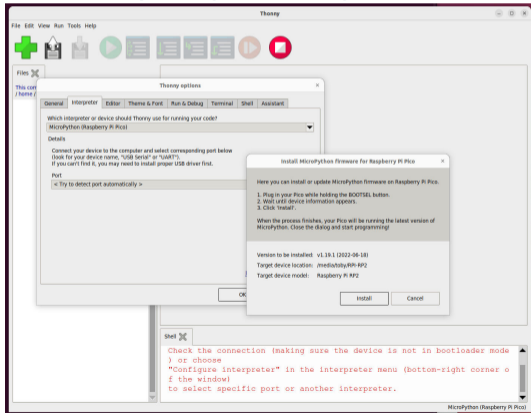 Thonny
File Edit View Run Tools Help
Files
This com
/ home /
Thonny options
General Interpreter Editor Theme & Font Run & Debug Terminal Shell Assistant
Which interpreter or device should Thonny use for running your code?
MicroPython (Raspberry Pi Pico)
Details
Connect your device to the computer and select corresponding port below
(look for your device name, "USB Serial" or "UART").
If you can't find it, you may need to install proper USB driver first.
Port
< Try to detect port automatically >
OK
Install MicroPython firmware for Raspberry Pi Pico
Here you can install or update MicroPython firmware on Raspberry Pi Pico.
1. Plug in your Pico while holding the BOOTSEL button.
2. Wait until device information appears.
3. Click 'Install'.
When the process finishes, your Pico will be running the latest version of
MicroPython. Close the dialog and start programming!
Version to be installed: v1.19.1 (2022-06-18)
Target device location: /media/toby/RPI-RP2
Target device model: Raspberry Pi RP2
Install Cancel
Shell
Check the connection (making sure the device is not in bootloader mode
) or choose
"Configure interpreter" in the interpreter menu (bottom-right corner o
f the window)
to select specific port or another interpreter.
MicroPython (Raspberry Pi Pico)